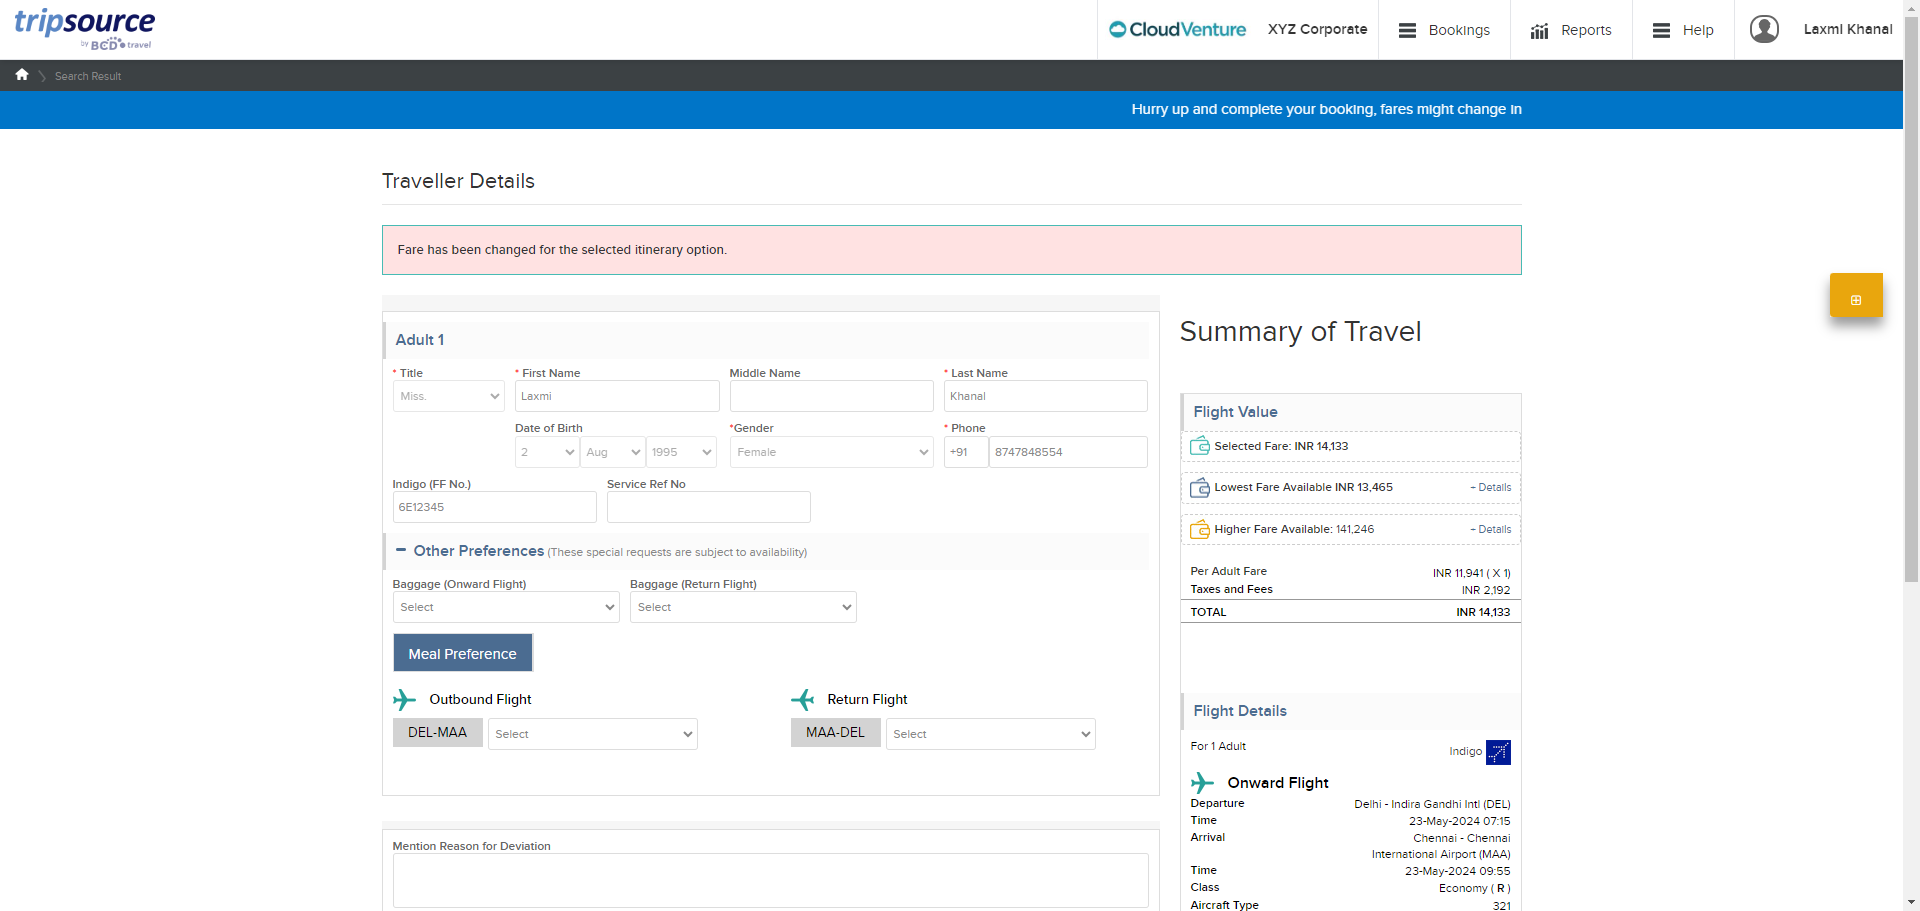 tripsource
by BCD travel
CloudVenture
XYZ Corporate
Bookings
Reports
Help
Laxmi Khanal
Search Result
Hurry up and complete your booking, fares might change in
Traveller Details
Fare has been changed for the selected itinerary option.
Adult 1
* Title
* First Name
Middle Name
* Last Name
Miss.
Laxmi
Khanal
Date of Birth
*Gender
* Phone
2
Aug
1995
Female
+91
8747848554
Indigo (FF No.)
Service Ref No
6E12345
Other Preferences (These special requests are subject to availability)
Baggage (Onward Flight)
Baggage (Return Flight)
Select
Select
Meal Preference
Outbound Flight
Return Flight
DEL-MAA
Select
MAA-DEL
Select
Mention Reason for Deviation
Summary of Travel
Flight Value
Selected Fare: INR 14,133
Lowest Fare Available INR 13,465
+ Details
Higher Fare Available: 141,246
+ Details
Per Adult Fare
INR 11,941 ( X 1)
Taxes and Fees
INR 2,192
TOTAL
INR 14,133
Flight Details
For 1 Adult
Indigo
Onward Flight
Departure
Delhi - Indira Gandhi Intl (DEL)
Time
23-May-2024 07:15
Arrival
Chennai - Chennai
International Airport (MAA)
Time
23-May-2024 09:55
Class
Economy ( R )
Aircraft Type
321